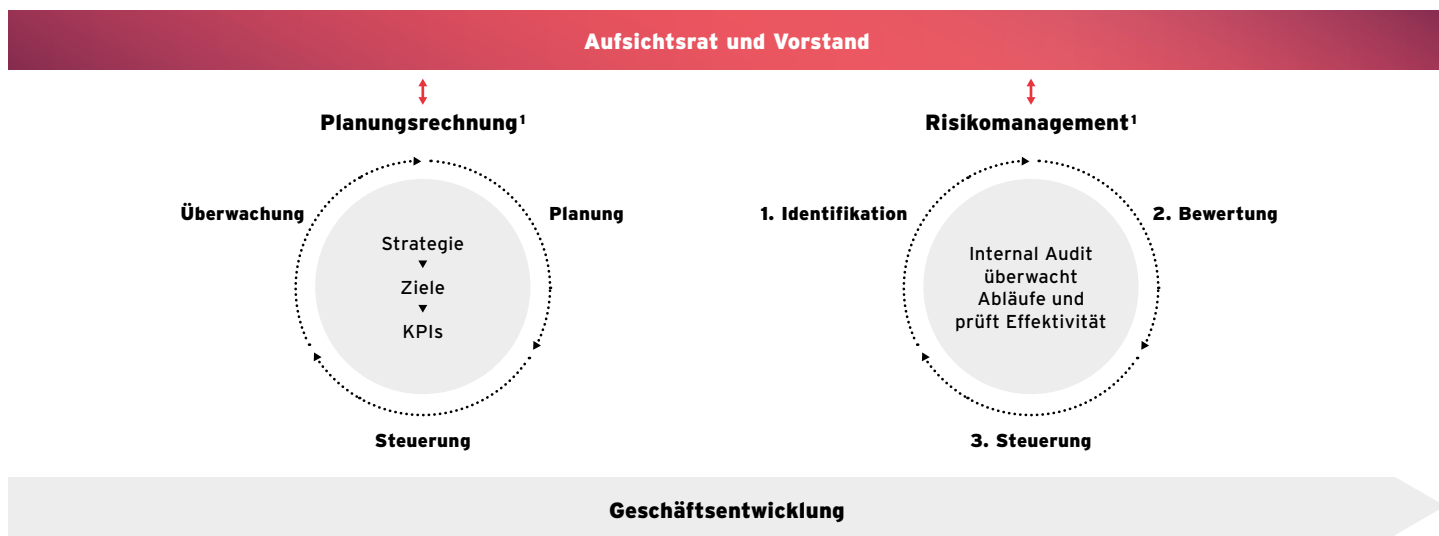 Aufsichtsrat und Vorstand
Planungsrechnung¹
Risikomanagement¹
Überwachung
Planung
Strategie
Ziele
KPIs
Steuerung
1. Identifikation
2. Bewertung
Internal Audit
überwacht
Abläufe und
prüft Effektivität
3. Steuerung
Geschäftsentwicklung